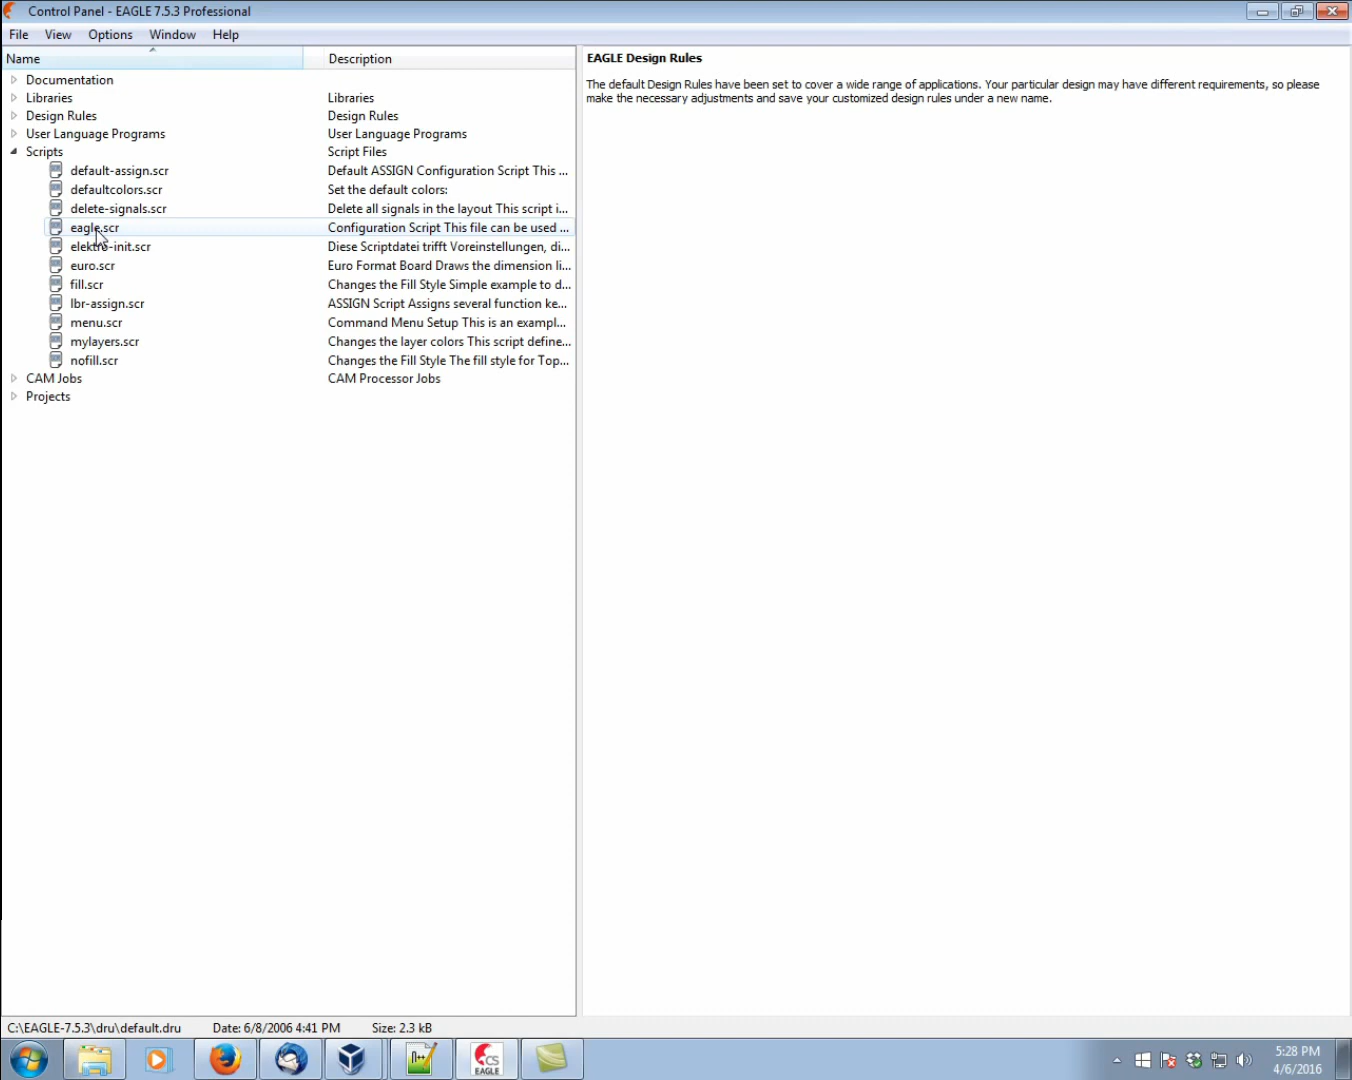 Control Panel - EAGLE 7.5.3 Professional
File View Options Window Help
Name Description
Documentation
Libraries Libraries
Design Rules Design Rules
User Language Programs User Language Programs
Scripts Script Files
default-assign.scr Default ASSIGN Configuration Script This ...
defaultcolors.scr Set the default colors:
delete-signals.scr Delete all signals in the layout This script i...
eagle.scr Configuration Script This file can be used ...
elektro-init.scr Diese Scriptdatei trifft Voreinstellungen, di...
euro.scr Euro Format Board Draws the dimension li...
fill.scr Changes the Fill Style Simple example to d...
lbr-assign.scr ASSIGN Script Assigns several function ke...
menu.scr Command Menu Setup This is an exampl...
mylayers.scr Changes the layer colors This script define...
nofill.scr Changes the Fill Style The fill style for Top...
CAM Jobs CAM Processor Jobs
Projects
EAGLE Design Rules
The default Design Rules have been set to cover a wide range of applications. Your particular design may have different requirements, so please
make the necessary adjustments and save your customized design rules under a new name.
C:\EAGLE-7.5.3\dru\default.dru Date: 6/8/2006 4:41 PM Size: 2.3 kB
CS
EAGLE
5:28 PM
4/6/2016